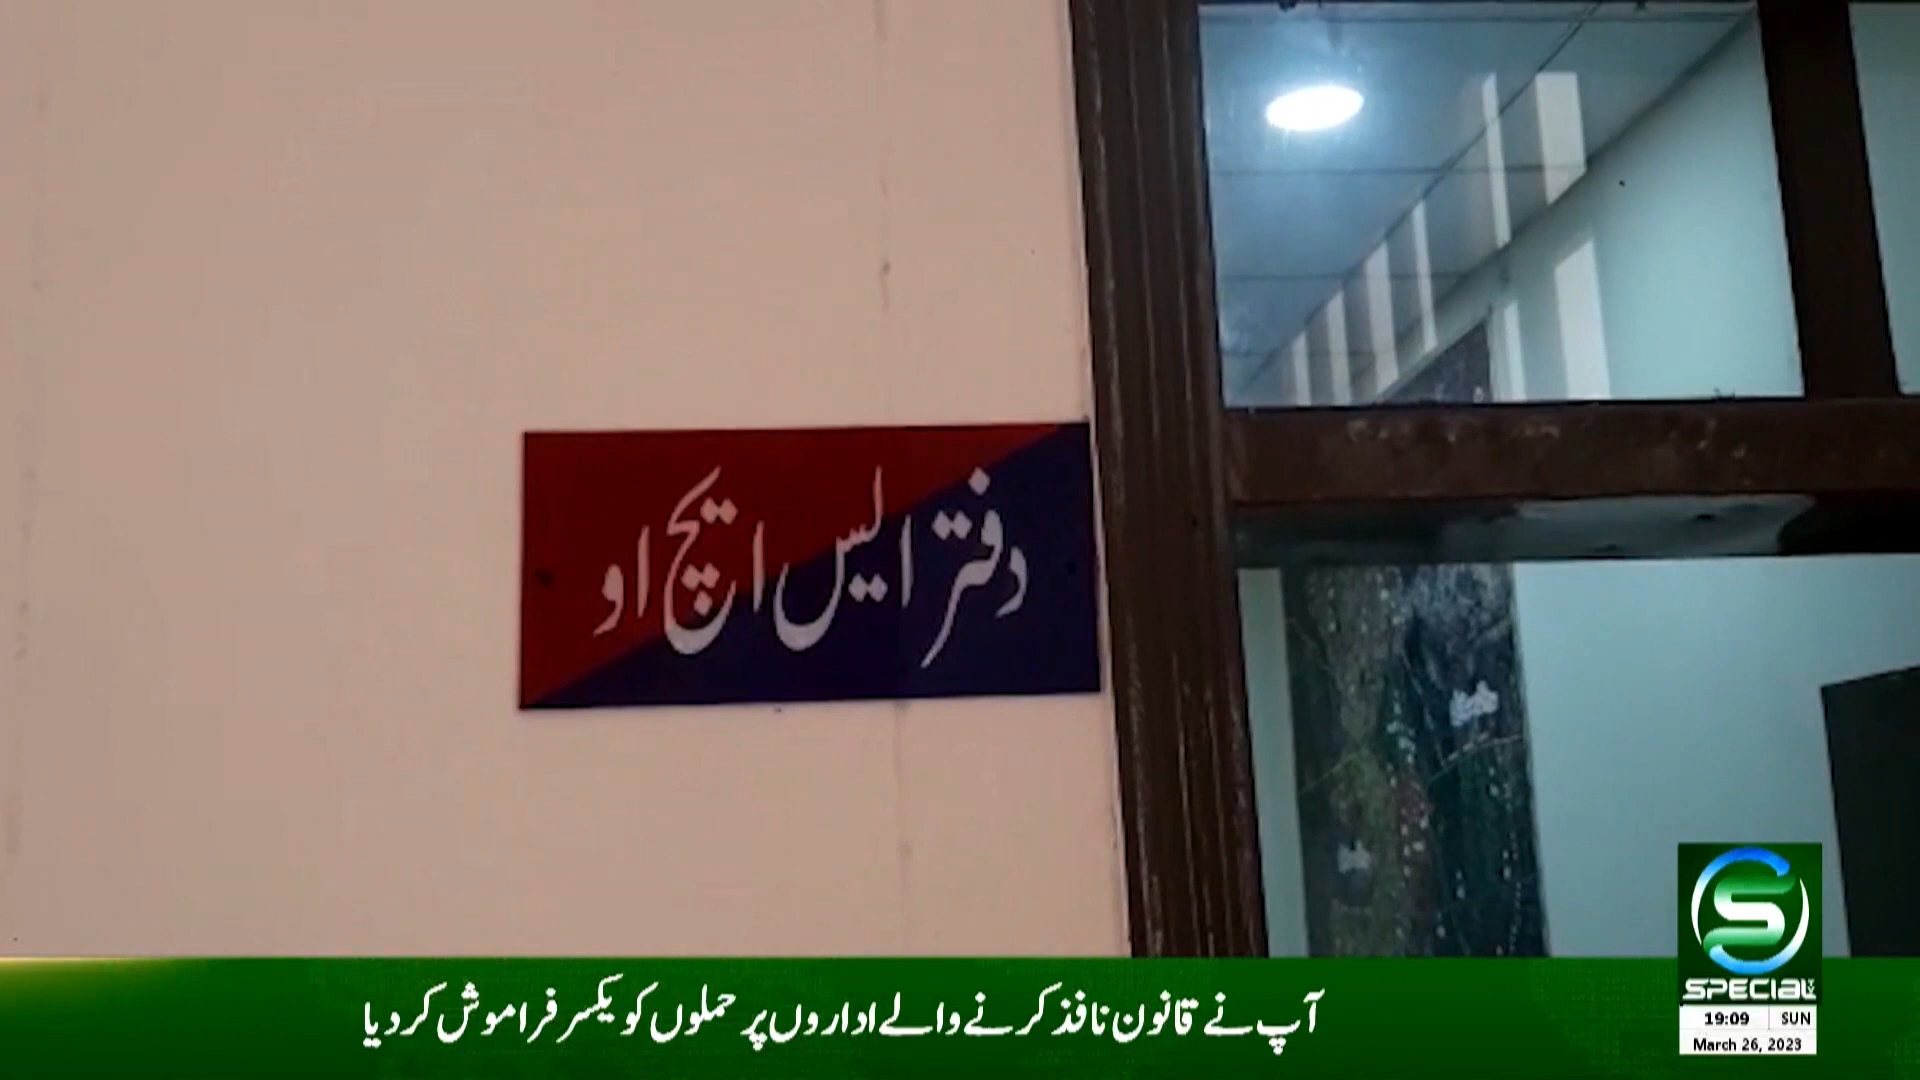 دفتر ایس ایچ او
آپ نے قانون نافذ کرنے والے اداروں پر حملوں کو یکسر فراموش کر دیا
SPECIAL TV
19:09 SUN
March 26, 2023